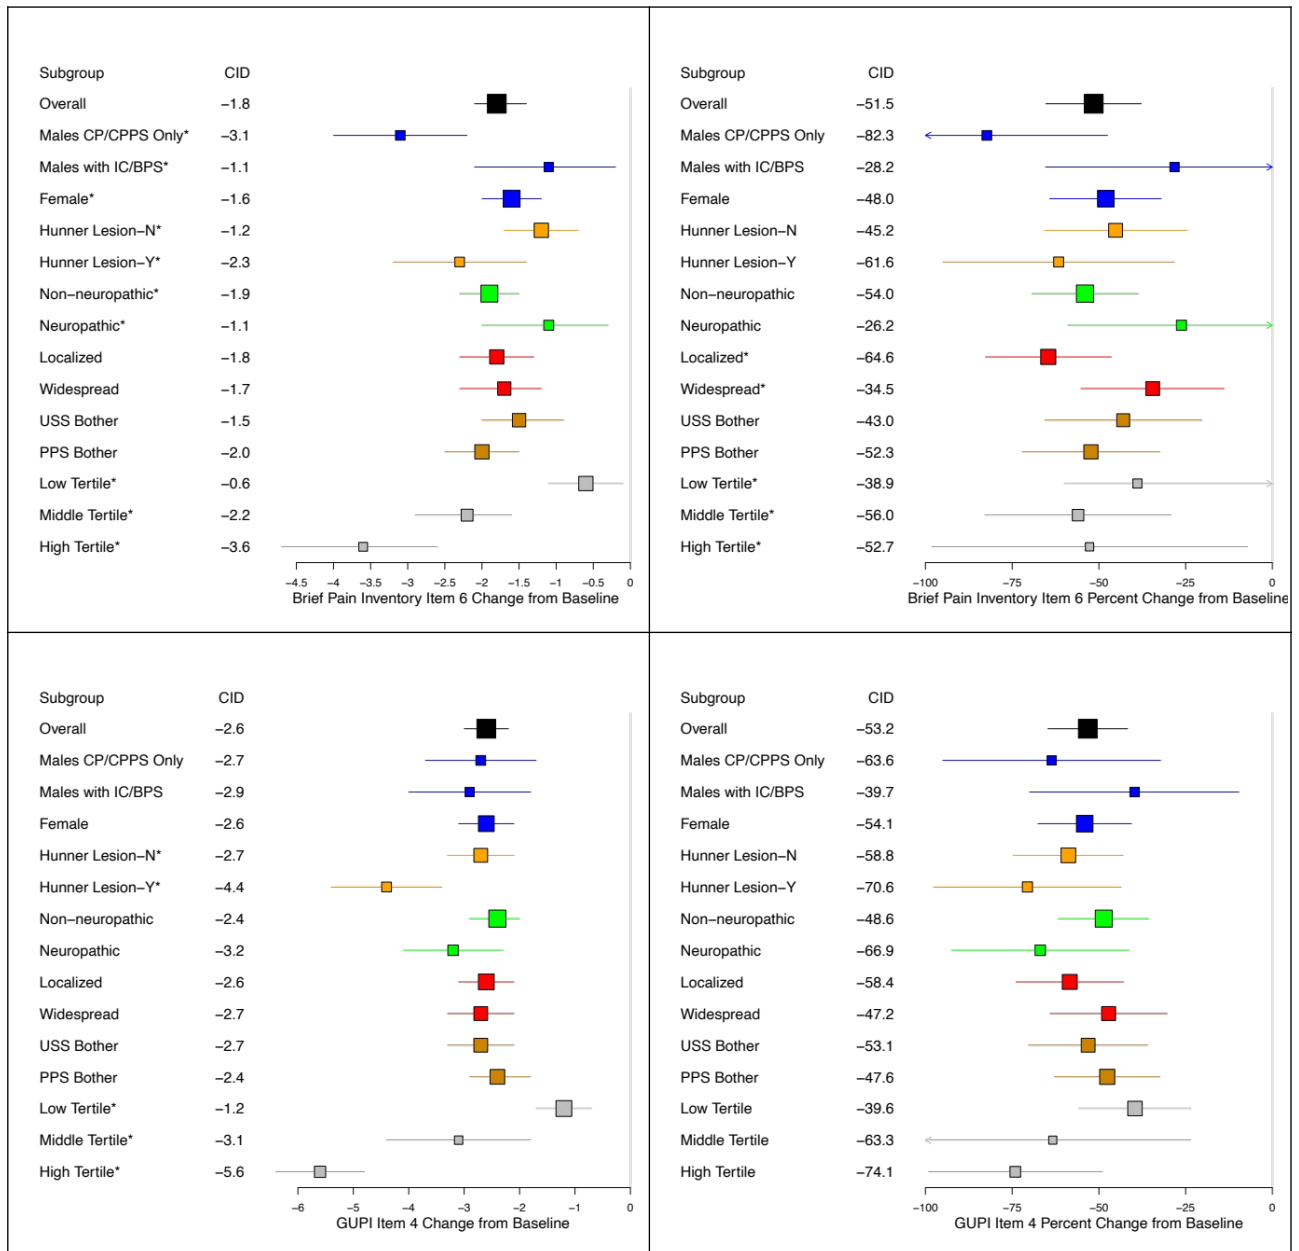 Subgroup CID
Overall −1.8
Males CP/CPPS Only* −3.1
Males with IC/BPS* −1.1
Female* −1.6
Hunner Lesion−N* −1.2
Hunner Lesion−Y* −2.3
Non−neuropathic* −1.9
Neuropathic* −1.1
Localized −1.8
Widespread −1.7
USS Bother −1.5
PPS Bother −2.0
Low Tertile* −0.6
Middle Tertile* −2.2
High Tertile* −3.6
−4.5 −4 −3.5 −3 −2.5 −2 −1.5 −1 −0.5 0
Brief Pain Inventory Item 6 Change from Baseline
Subgroup CID
Overall −51.5
Males CP/CPPS Only −82.3
Males with IC/BPS −28.2
Female −48.0
Hunner Lesion−N −45.2
Hunner Lesion−Y −61.6
Non−neuropathic −54.0
Neuropathic −26.2
Localized* −64.6
Widespread* −34.5
USS Bother −43.0
PPS Bother −52.3
Low Tertile* −38.9
Middle Tertile* −56.0
High Tertile* −52.7
−100 −75 −50 −25 0
Brief Pain Inventory Item 6 Percent Change from Baseline
Subgroup CID
Overall −2.6
Males CP/CPPS Only −2.7
Males with IC/BPS −2.9
Female −2.6
Hunner Lesion−N* −2.7
Hunner Lesion−Y* −4.4
Non−neuropathic −2.4
Neuropathic −3.2
Localized −2.6
Widespread −2.7
USS Bother −2.7
PPS Bother −2.4
Low Tertile* −1.2
Middle Tertile* −3.1
High Tertile* −5.6
−6 −5 −4 −3 −2 −1 0
GUPI Item 4 Change from Baseline
Subgroup CID
Overall −53.2
Males CP/CPPS Only −63.6
Males with IC/BPS −39.7
Female −54.1
Hunner Lesion−N −58.8
Hunner Lesion−Y −70.6
Non−neuropathic −48.6
Neuropathic −66.9
Localized −58.4
Widespread −47.2
USS Bother −53.1
PPS Bother −47.6
Low Tertile −39.6
Middle Tertile −63.3
High Tertile −74.1
−100 −75 −50 −25 0
GUPI Item 4 Percent Change from Baseline